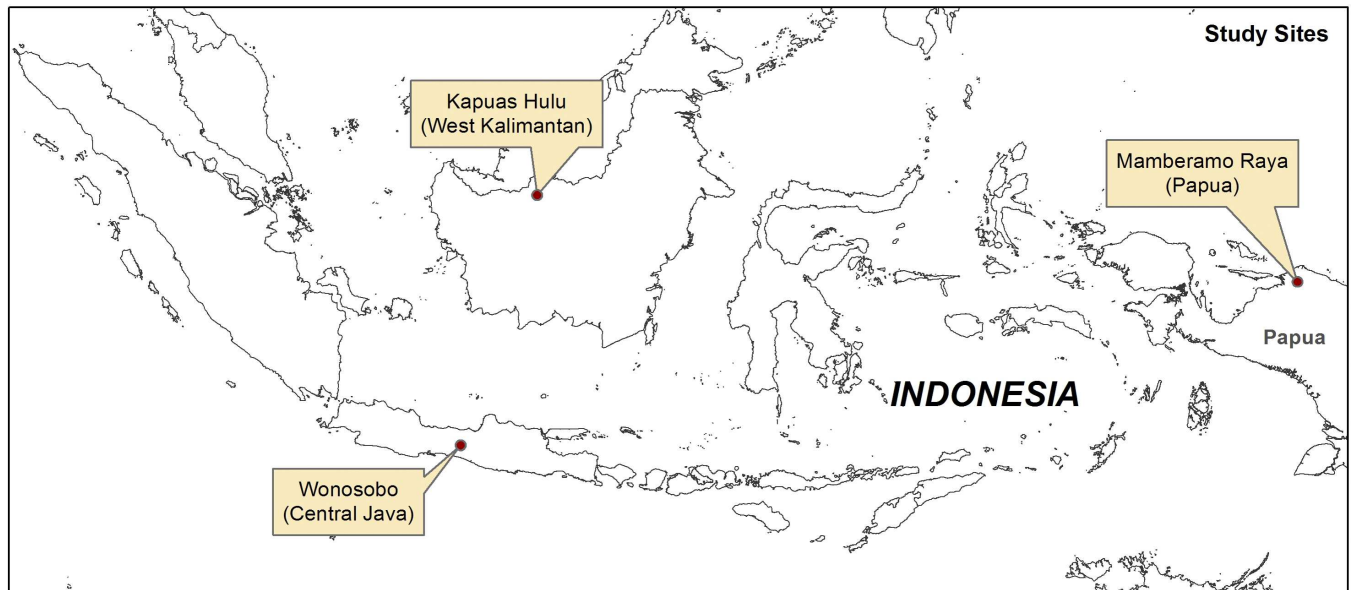 Study Sites
Kapuas Hulu
(West Kalimantan)
Mamberamo Raya
(Papua)
Papua
INDONESIA
Wonosobo
(Central Java)